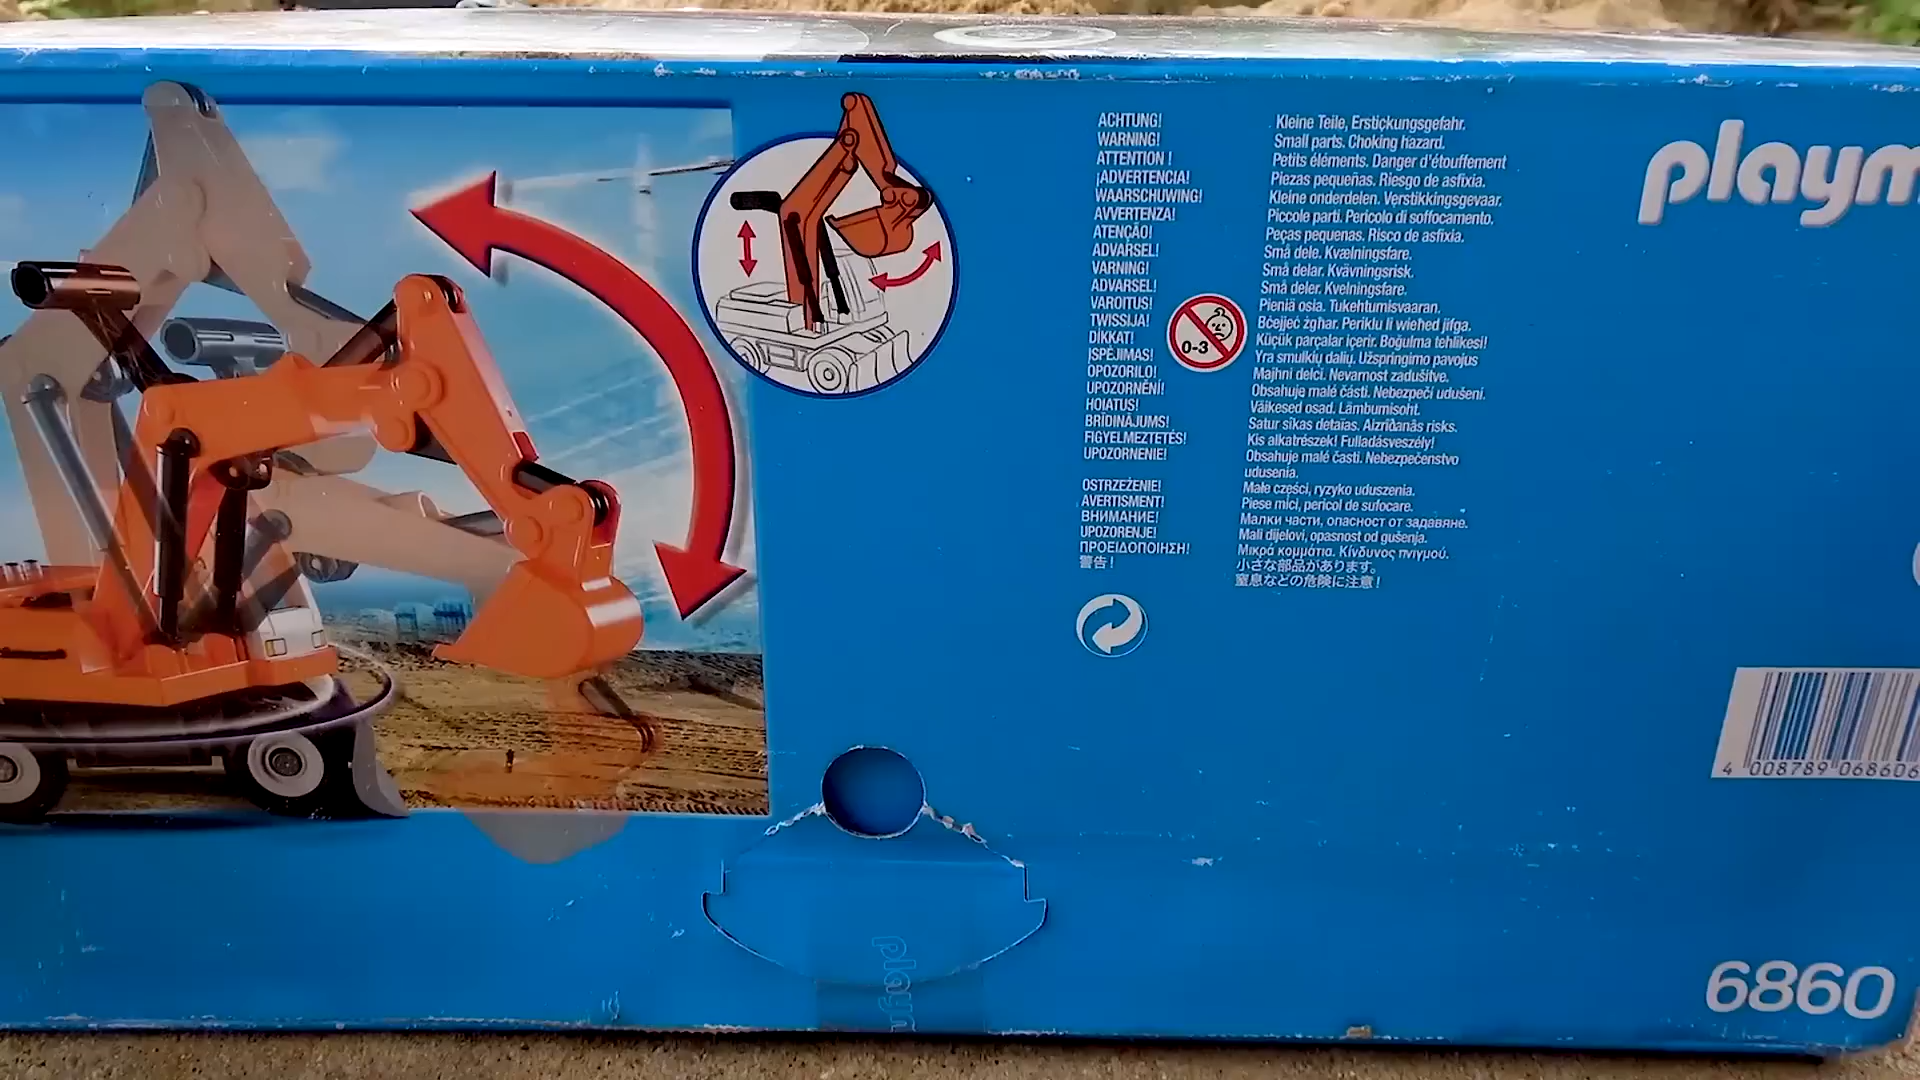 ACHTUNG! Kleine Teile, Erstickungsgefahr.
WARNING! Small parts. Choking hazard.
ATTENTION ! Petits éléments. Danger d'étouffement
¡ADVERTENCIA! Piezas pequeñas. Riesgo de asfixia.
WAARSCHUWING! Kleine onderdelen. Verstikkingsgevaar.
AVVERTENZA! Piccole parti. Pericolo di soffocamento.
ATENÇÃO! Peças pequenas. Risco de asfixia.
ADVARSEL! Små dele. Kvælningsfare.
VARNING! Små delar. Kvävningsrisk.
ADVARSEL! Små deler. Kvelningsfare.
VAROITUS! Pieniä osia. Tukehtumisvaaran.
TWISSIJA! Bċejjeċ żgħar. Periklu li wieħed jifga.
DİKKAT! Küçük parçalar içerir. Boğulma tehlikesi!
ĮSPĖJIMAS! Yra smulkių dalių. Užspringimo pavojus
OPOZORILO! Majhni delci. Nevarnost zadušitve.
UPOZORNĚNÍ! Obsahuje malé části. Nebezpečí udušení.
HOIATUS! Väikesed osad. Lämbumisoht.
BRĪDINĀJUMS! Satur sīkas detaļas. Aizrīšanās risks.
FIGYELMEZTETÉS! Kis alkatrészek! Fulladásveszély!
UPOZORNENIE! Obsahuje malé časti. Nebezpečenstvo
udusenia.
OSTRZEŻENIE! Małe części, ryzyko uduszenia.
AVERTISMENT! Piese mici, pericol de sufocare.
ВНИМАНИЕ! Малки части, опасност от задавяне.
UPOZORENJE! Mali dijelovi, opasnost od gušenja.
ΠΡΟΕΙΔΟΠΟΙΗΣΗ! Μικρά κομμάτια. Κίνδυνος πνιγμού.
警告! 小さな部品があります。
窒息などの危険に注意!
0-3
playm
4 008789 068606
playm
6860